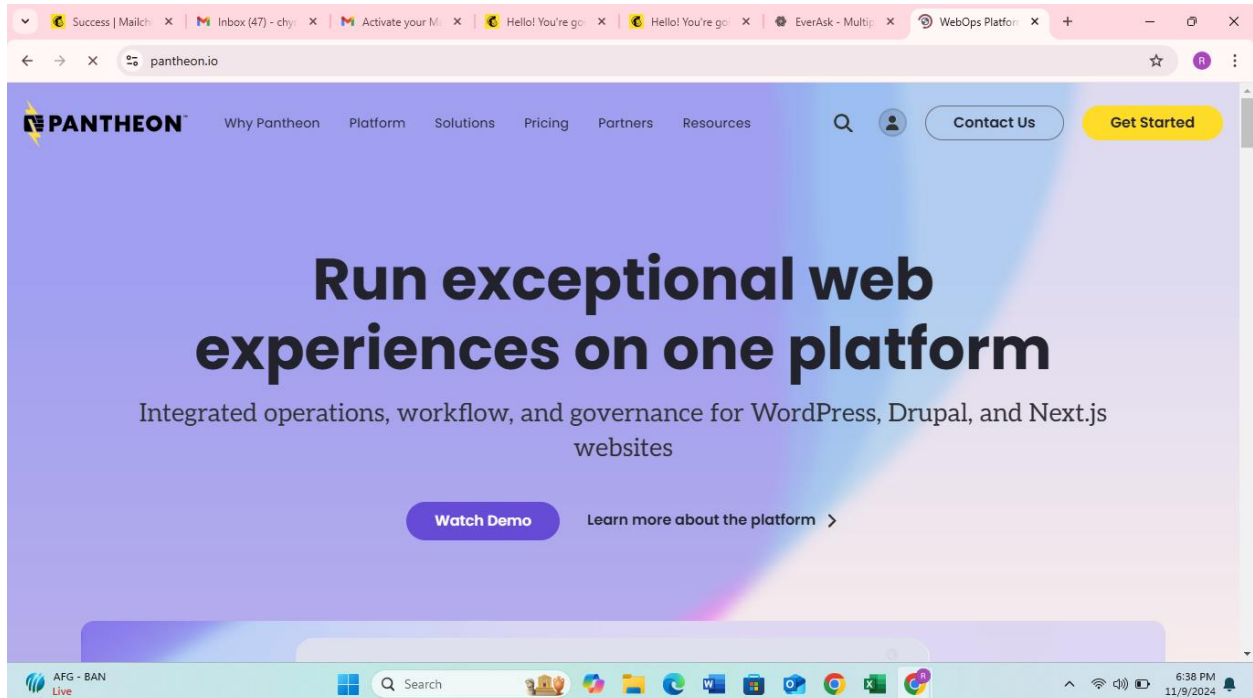 Success | Mailch
Inbox (47) - chy
Activate your M
Hello! You're go
Hello! You're go
EverAsk - Multip
WebOps Platfor
pantheon.io
R
PANTHEON
Why Pantheon
Platform
Solutions
Pricing
Partners
Resources
Contact Us
Get Started
Run exceptional web
experiences on one platform
Integrated operations, workflow, and governance for WordPress, Drupal, and Next.js
websites
Watch Demo
Learn more about the platform
AFG - BAN
Live
Search
6:38 PM
11/9/2024